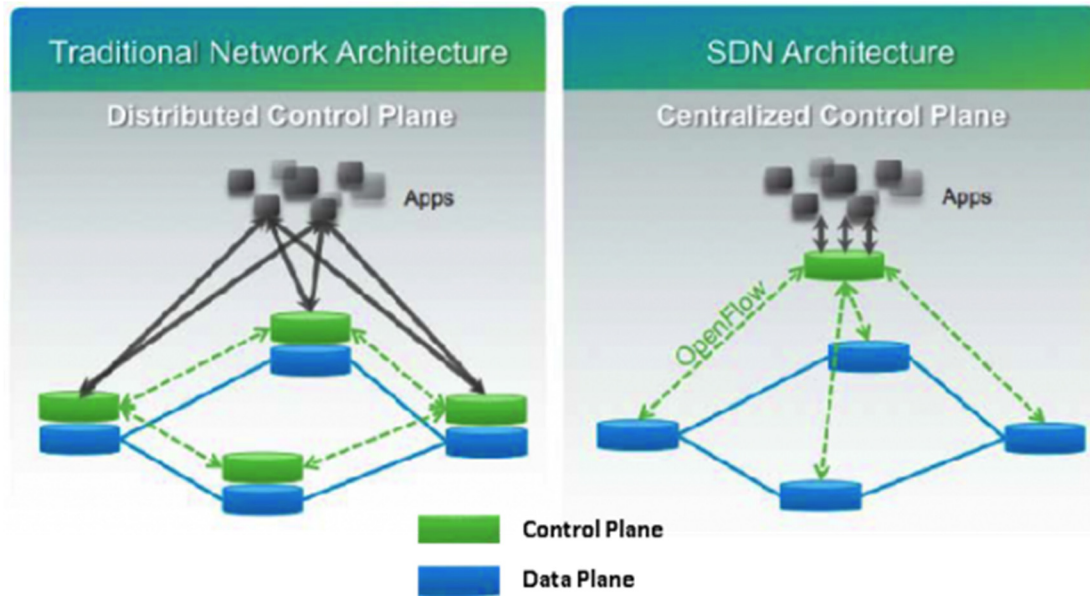 Traditional Network Architecture
Distributed Control Plane
Apps
SDN Architecture
Centralized Control Plane
Apps
OpenFlow
Control Plane
Data Plane